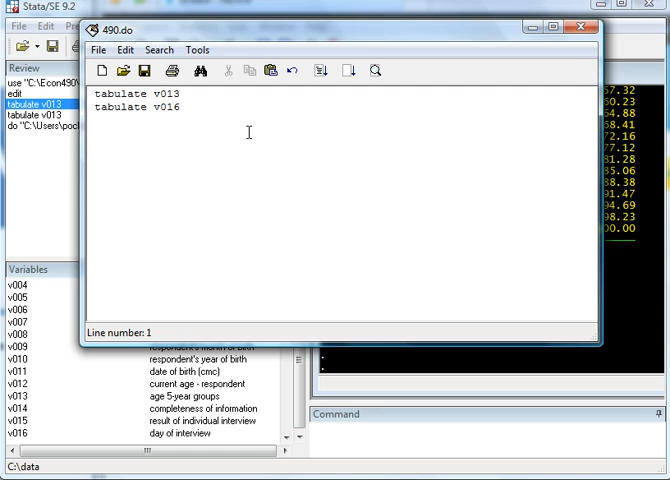 Stata/SE 9.2
File Edit
490.do
File Edit Search Tools
Review
use "C:\Econ490\
edit
tabulate v013
tabulate v013
do "C:\Users\
tabulate v013
tabulate v016
57.32
60.23
64.88
68.41
72.16
77.12
81.28
85.06
88.38
91.47
94.69
98.23
00.00
Line number: 1
Variables
v004
v005
v006
v007
v008
v009 respondent's month of birth
v010 respondent's year of birth
v011 date of birth (cmc)
v012 current age - respondent
v013 age 5-year groups
v014 completeness of information
v015 result of individual interview
v016 day of interview
Command
C:\data